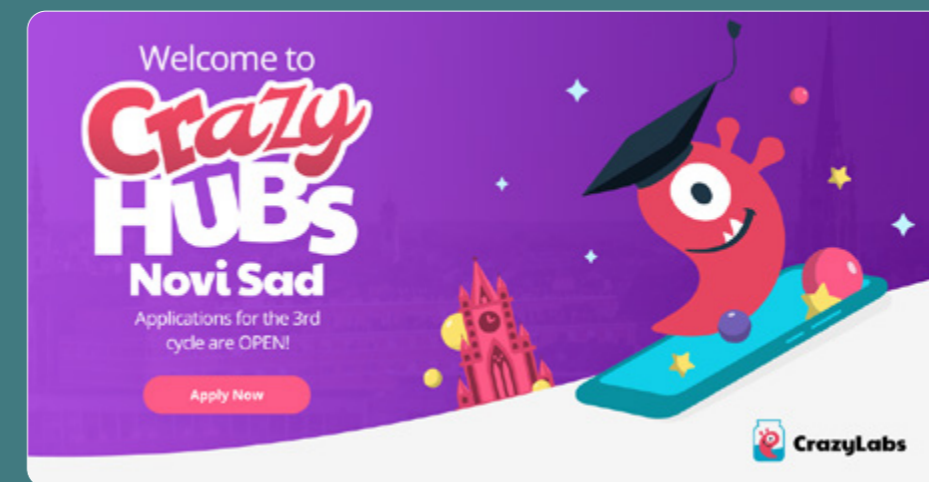 Welcome to
Crazy
HUBs
Novi Sad
Applications for the 3rd
cycle are OPEN!
Apply Now
CrazyLabs